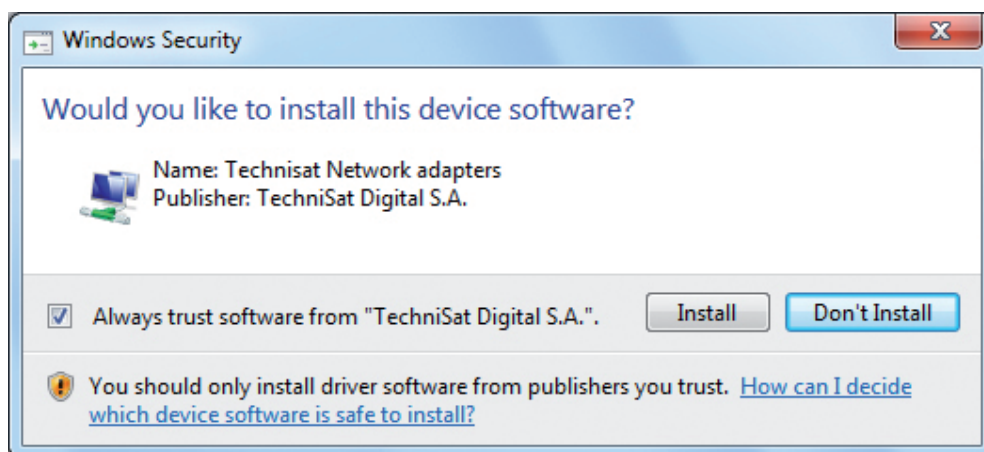 Windows Security
Would you like to install this device software?
Name: Technisat Network adapters
Publisher: TechniSat Digital S.A.
Always trust software from "TechniSat Digital S.A.".
Install
Don't Install
You should only install driver software from publishers you trust. How can I decide
which device software is safe to install?